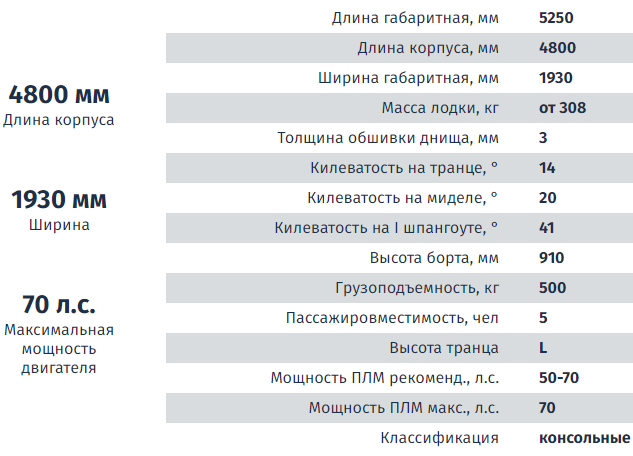 4800 мм
Длина корпуса
1930 мм
Ширина
70 л.с.
Максимальная
мощность
двигателя
Длина габаритная, мм 5250
Длина корпуса, мм 4800
Ширина габаритная, мм 1930
Масса лодки, кг от 308
Толщина обшивки днища, мм 3
Килеватость на транце, ° 14
Килеватость на миделе, ° 20
Килеватость на I шпангоуте, ° 41
Высота борта, мм 910
Грузоподъемность, кг 500
Пассажировместимость, чел 5
Высота транца L
Мощность ПЛМ рекоменд., л.с. 50-70
Мощность ПЛМ макс., л.с. 70
Классификация консольные